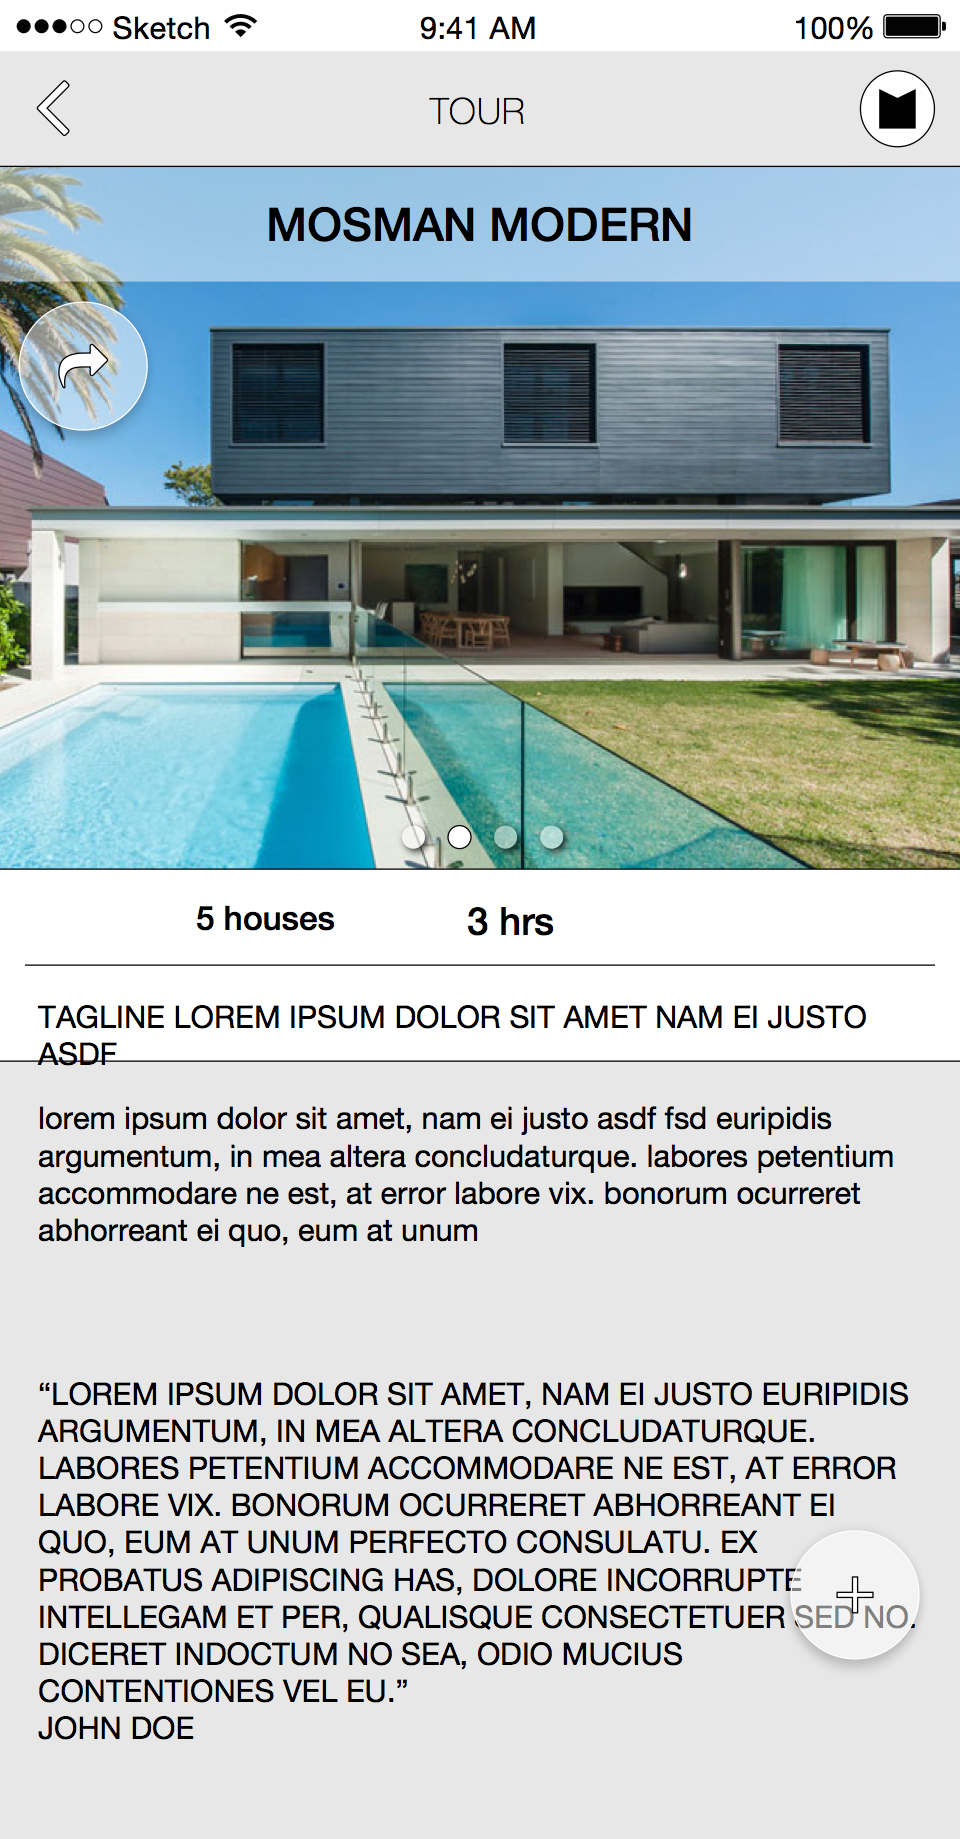 Sketch 9:41 AM 100%
TOUR
MOSMAN MODERN
5 houses 3 hrs
TAGLINE LOREM IPSUM DOLOR SIT AMET NAM EI JUSTO
ASDF
lorem ipsum dolor sit amet, nam ei justo asdf fsd euripidis
argumentum, in mea altera concludaturque. labores petentium
accommodare ne est, at error labore vix. bonorum ocurreret
abhorreant ei quo, eum at unum
“LOREM IPSUM DOLOR SIT AMET, NAM EI JUSTO EURIPIDIS
ARGUMENTUM, IN MEA ALTERA CONCLUDATURQUE.
LABORES PETENTIUM ACCOMMODARE NE EST, AT ERROR
LABORE VIX. BONORUM OCURRERET ABHORREANT EI
QUO, EUM AT UNUM PERFECTO CONSULATU. EX
PROBATUS ADIPISCING HAS, DOLORE INCORRUPTE
INTELLEGAM ET PER, QUALISQUE CONSECTETUER SED NO.
DICERET INDOCTUM NO SEA, ODIO MUCIUS
CONTENTIONES VEL EU.”
JOHN DOE